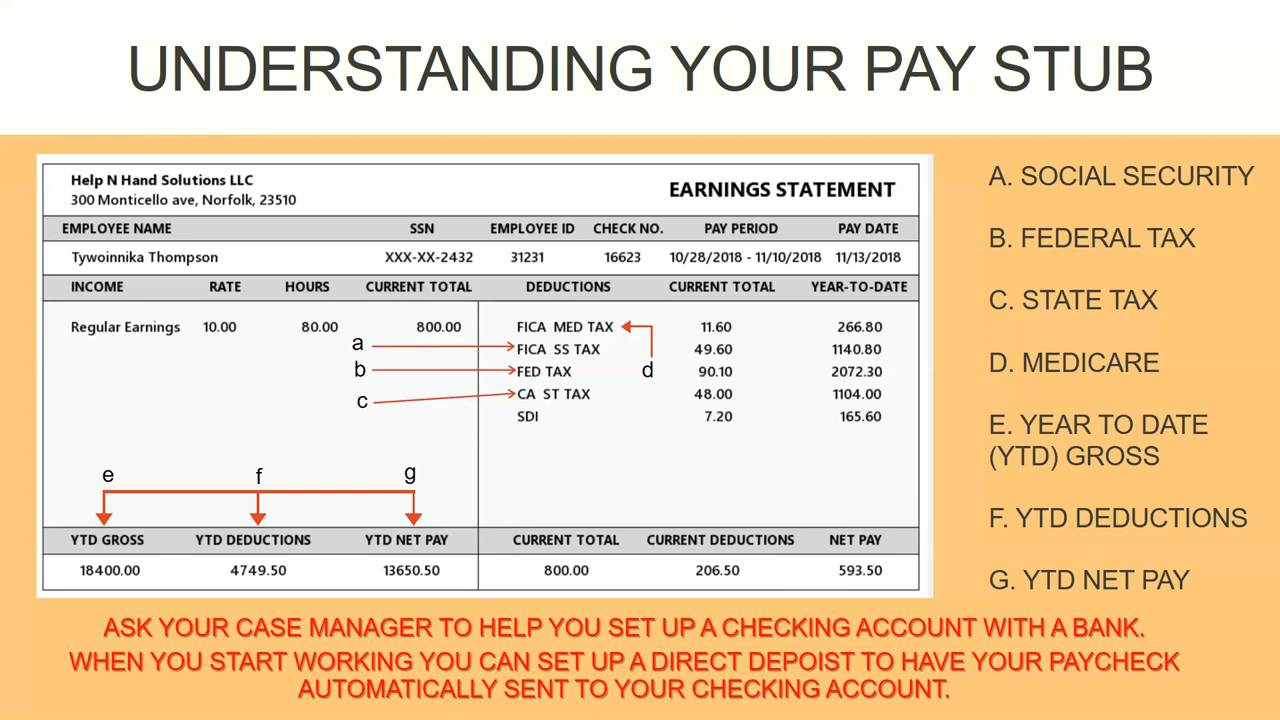 UNDERSTANDING YOUR PAY STUB
Help N Hand Solutions LLC
300 Monticello ave, Norfolk, 23510
EARNINGS STATEMENT
EMPLOYEE NAME SSN EMPLOYEE ID CHECK NO. PAY PERIOD PAY DATE
Tywoinnika Thompson XXX-XX-2432 31231 16623 10/28/2018 - 11/10/2018 11/13/2018
INCOME RATE HOURS CURRENT TOTAL DEDUCTIONS CURRENT TOTAL YEAR-TO-DATE
Regular Earnings 10.00 80.00 800.00 FICA MED TAX 11.60 266.80
a FICA SS TAX 49.60 1140.80
b FED TAX d 90.10 2072.30
c CA ST TAX 48.00 1104.00
SDI 7.20 165.60
e f g
YTD GROSS YTD DEDUCTIONS YTD NET PAY CURRENT TOTAL CURRENT DEDUCTIONS NET PAY
18400.00 4749.50 13650.50 800.00 206.50 593.50
A. SOCIAL SECURITY
B. FEDERAL TAX
C. STATE TAX
D. MEDICARE
E. YEAR TO DATE
(YTD) GROSS
F. YTD DEDUCTIONS
G. YTD NET PAY
ASK YOUR CASE MANAGER TO HELP YOU SET UP A CHECKING ACCOUNT WITH A BANK.
WHEN YOU START WORKING YOU CAN SET UP A DIRECT DEPOIST TO HAVE YOUR PAYCHECK
AUTOMATICALLY SENT TO YOUR CHECKING ACCOUNT.